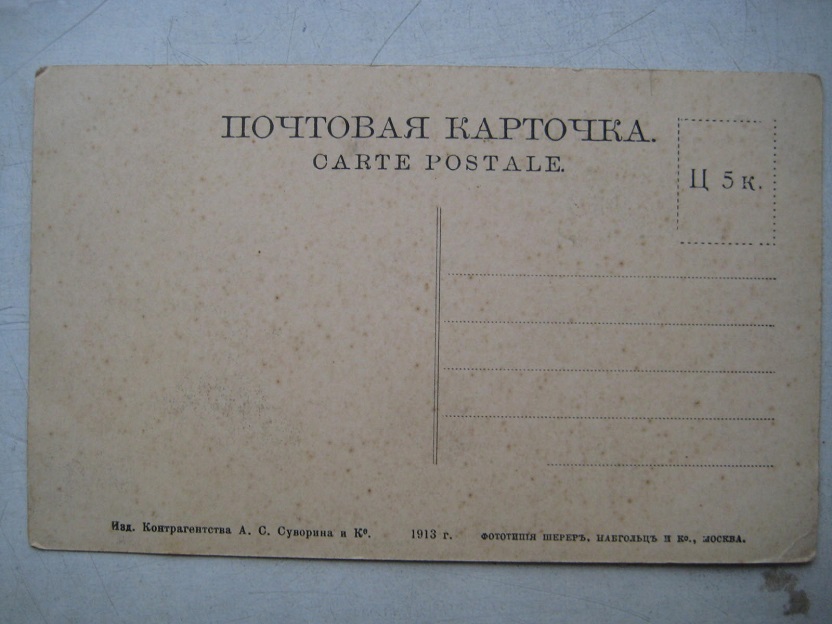 ПОЧТОВАЯ КАРТОЧКА.
CARTE POSTALE.
Ц 5 к.
Изд. Контрагентства А. С. Суворина и Кº. 1913 г. ФОТОТИПІЯ ШЕРЕРЪ, НАБГОЛЬЦЪ И Кº., МОСКВА.